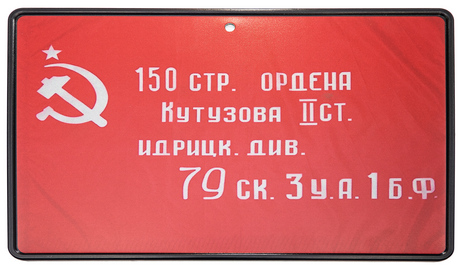 150 СТР. ОРДЕНА
КУТУЗОВА II СТ.
ИДРИЦК. ДИВ.
79 СК. 3 У.А. 1 Б.Ф.